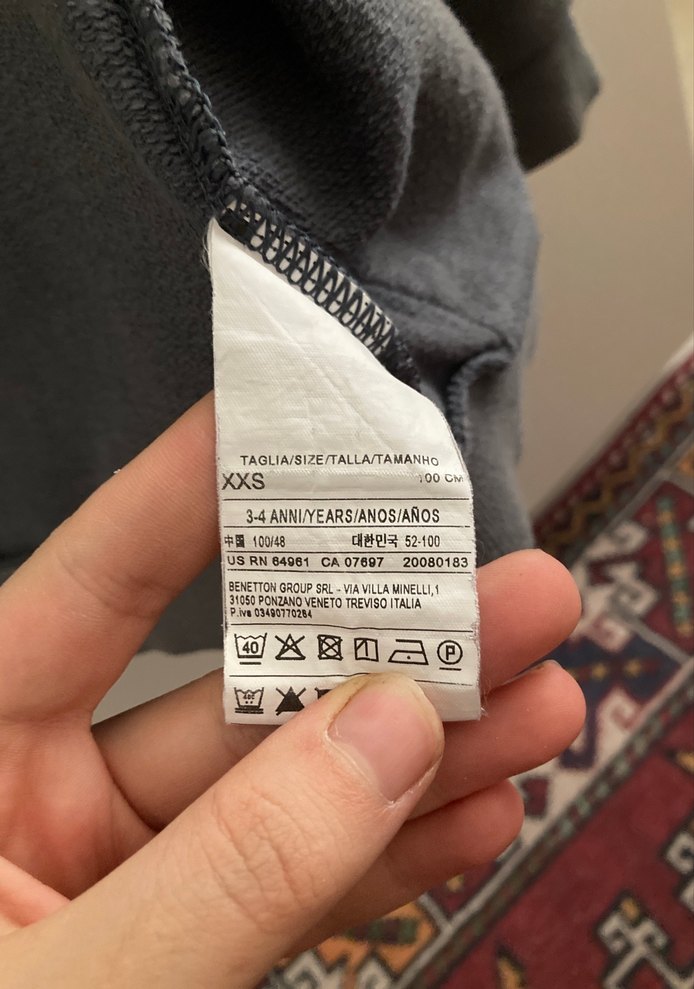 TAGLIA/SIZE/TALLA/TAMANHO
XXS 100 CM
3-4 ANNI/YEARS/ANOS/AÑOS
中國 100/48 대한민국 52-100
US RN 64961 CA 07697 20080183
BENETTON GROUP SRL - VIA VILLA MINELLI,1
31050 PONZANO VENETO TREVISO ITALIA
P.iva 03490770264
40 P
40C